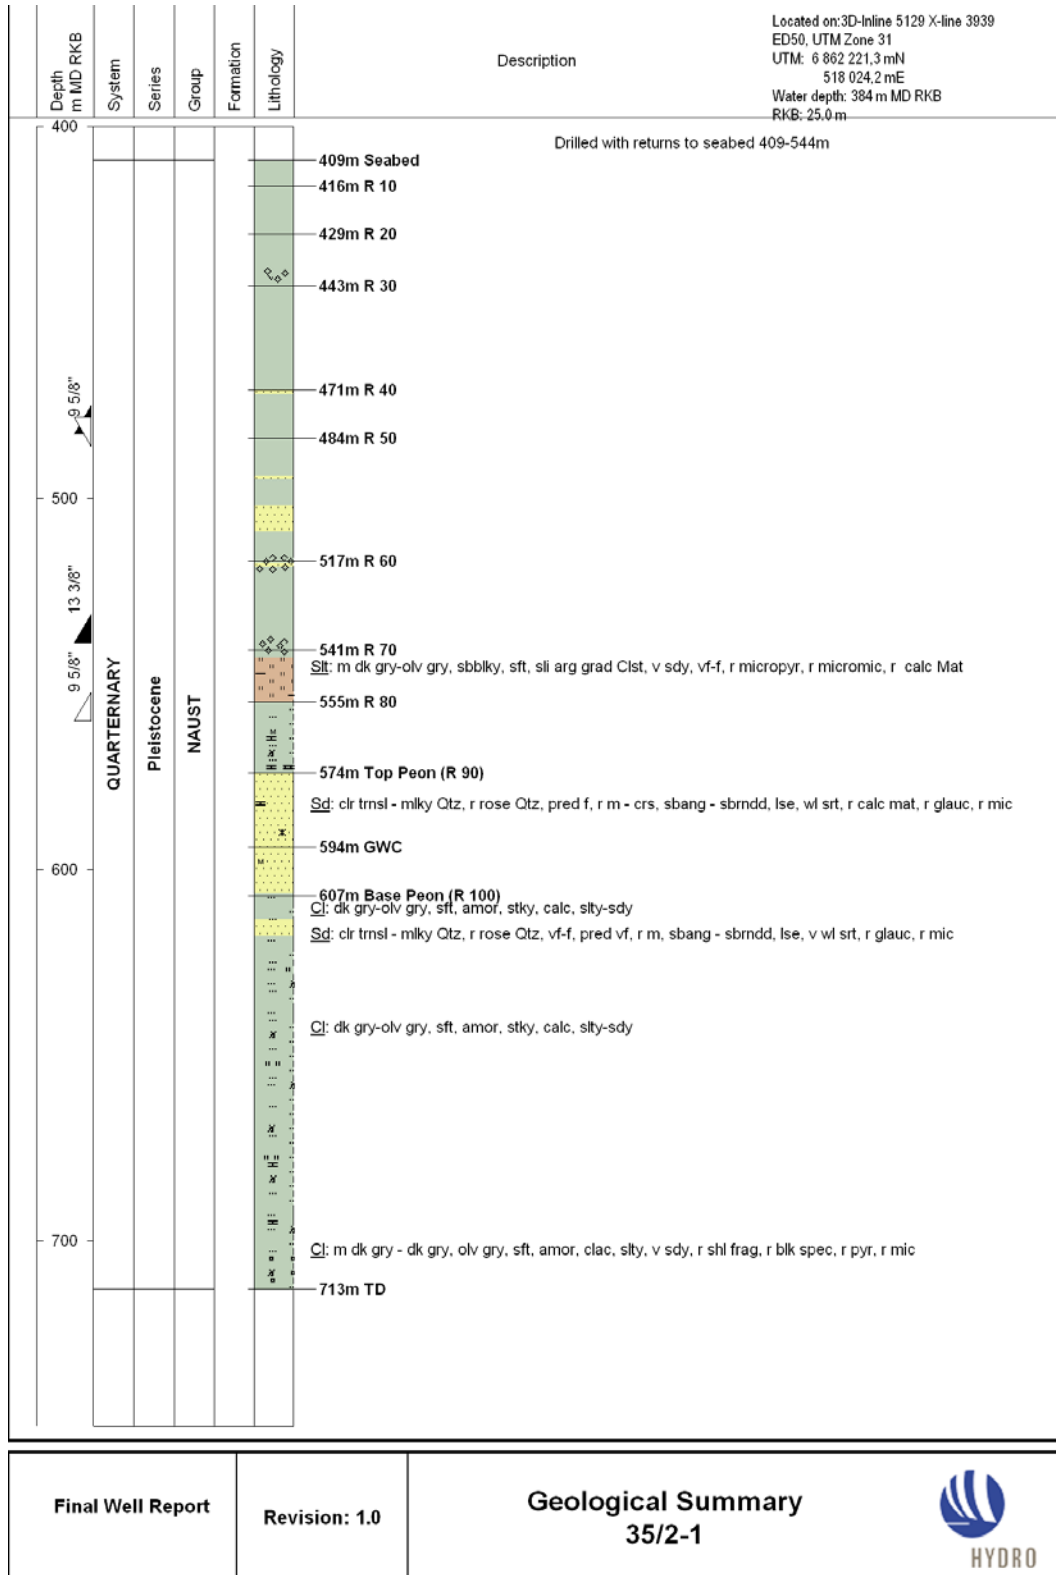 Located on:3D-Inline 5129 X-line 3939
ED50, UTM Zone 31
UTM: 6 862 221,3 mN
518 024,2 mE
Water depth: 384 m MD RKB
RKB: 25.0 m
Depth
m MD RKB
System
Series
Group
Formation
Lithology
Description
400
Drilled with returns to seabed 409-544m
409m Seabed
416m R 10
429m R 20
443m R 30
471m R 40
9 5/8"
484m R 50
500
517m R 60
13 3/8"
541m R 70
9 5/8"
Slt: m dk gry-olv gry, sbblky, sft, sli arg grad Clst, v sdy, vf-f, r micropyr, r micromic, r calc Mat
555m R 80
QUARTERNARY
Pleistocene
NAUST
574m Top Peon (R 90)
Sd: clr trnsl - mlky Qtz, r rose Qtz, pred f, r m - crs, sbang - sbrndd, lse, wl srt, r calc mat, r glauc, r mic
594m GWC
600
607m Base Peon (R 100)
Cl: dk gry-olv gry, sft, amor, stky, calc, slty-sdy
Sd: clr trnsl - mlky Qtz, r rose Qtz, vf-f, pred vf, r m, sbang - sbrndd, lse, v wl srt, r glauc, r mic
Cl: dk gry-olv gry, sft, amor, stky, calc, slty-sdy
700
Cl: m dk gry - dk gry, olv gry, sft, amor, clac, slty, v sdy, r shl frag, r blk spec, r pyr, r mic
713m TD
Final Well Report
Revision: 1.0
Geological Summary
35/2-1
HYDRO